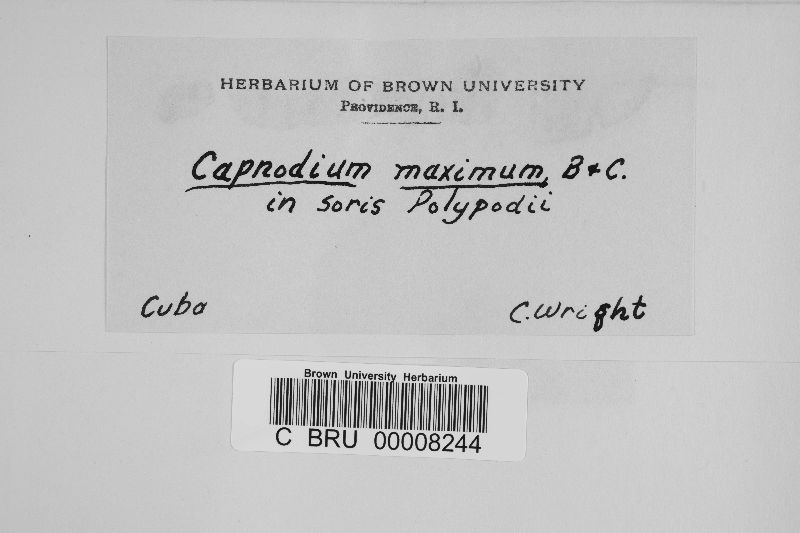 HERBARIUM OF BROWN UNIVERSITY
PROVIDENCE, R. I.
Capnodium maximum, B & C.
in soris Polypodii
Cuba
C. Wright
Brown University Herbarium
C BRU 00008244